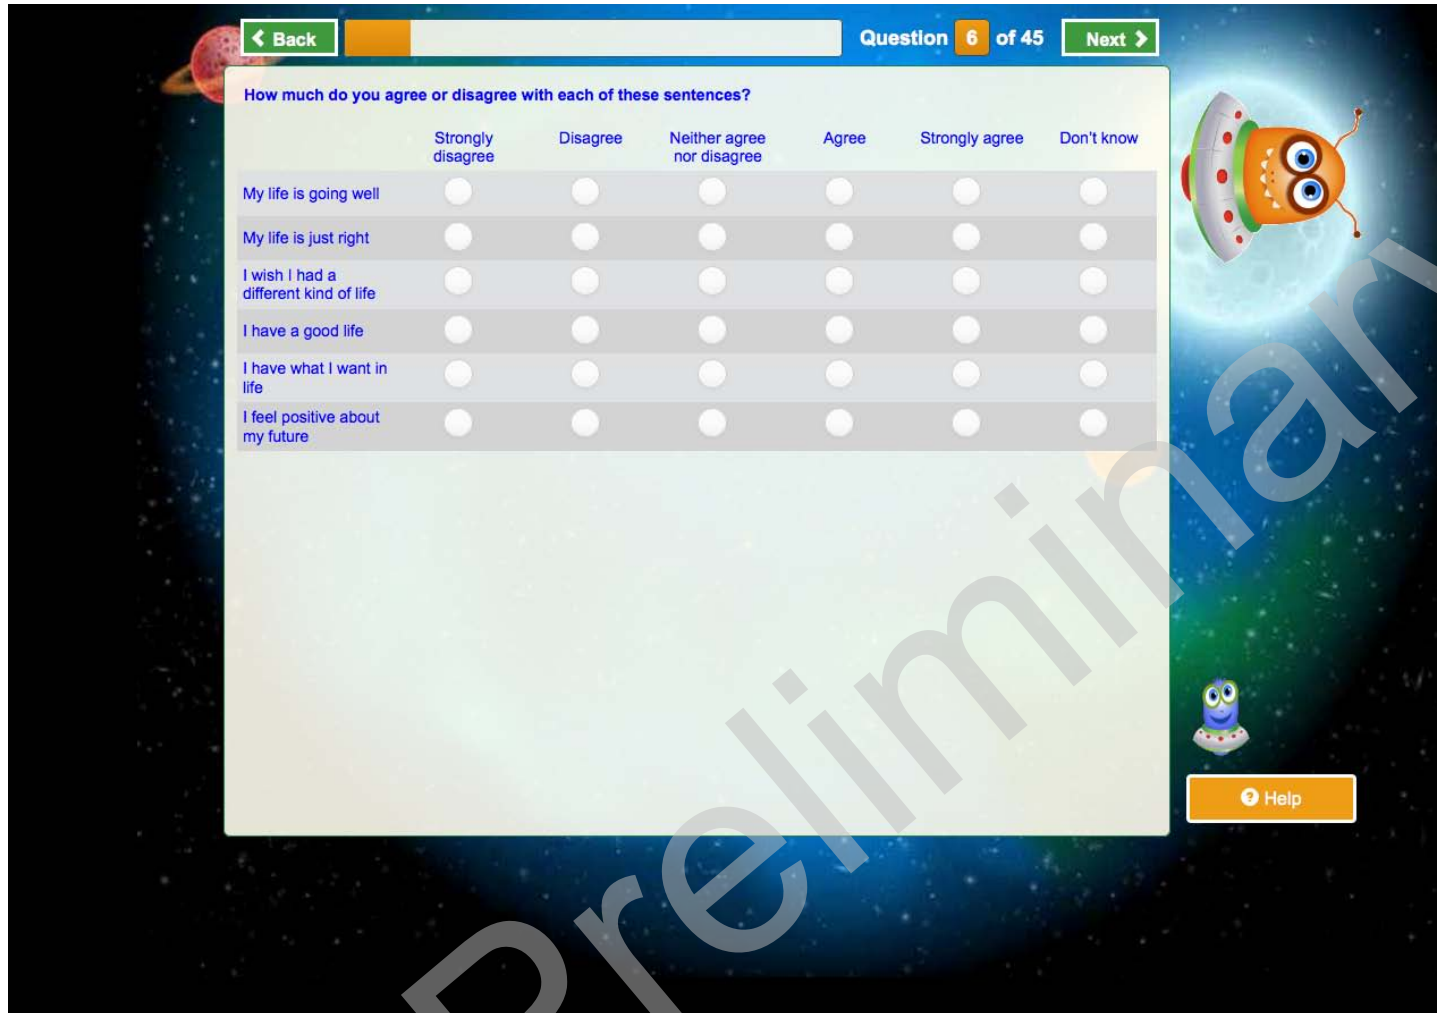 Back
Question 6 of 45
Next
How much do you agree or disagree with each of these sentences?
Strongly disagree
Disagree
Neither agree nor disagree
Agree
Strongly agree
Don't know
My life is going well
My life is just right
I wish I had a
different kind of life
I have a good life
I have what I want in
life
I feel positive about
my future
Help
Preliminary